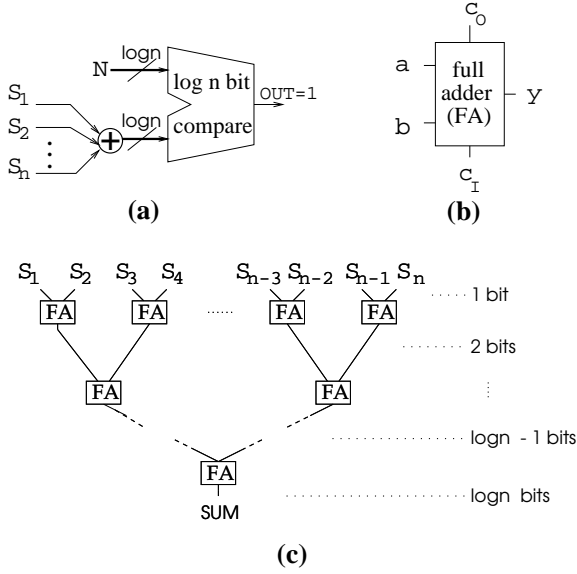 logn
N
log n bit
compare
OUT=1
logn
S1
S2
Sn
+
(a)
cO
a
full
adder
(FA)
y
b
cI
(b)
S1 S2 S3 S4 Sn-3 Sn-2 Sn-1 Sn
FA FA ...... FA FA
1 bit
2 bits
FA FA
logn - 1 bits
FA
logn bits
SUM
(c)